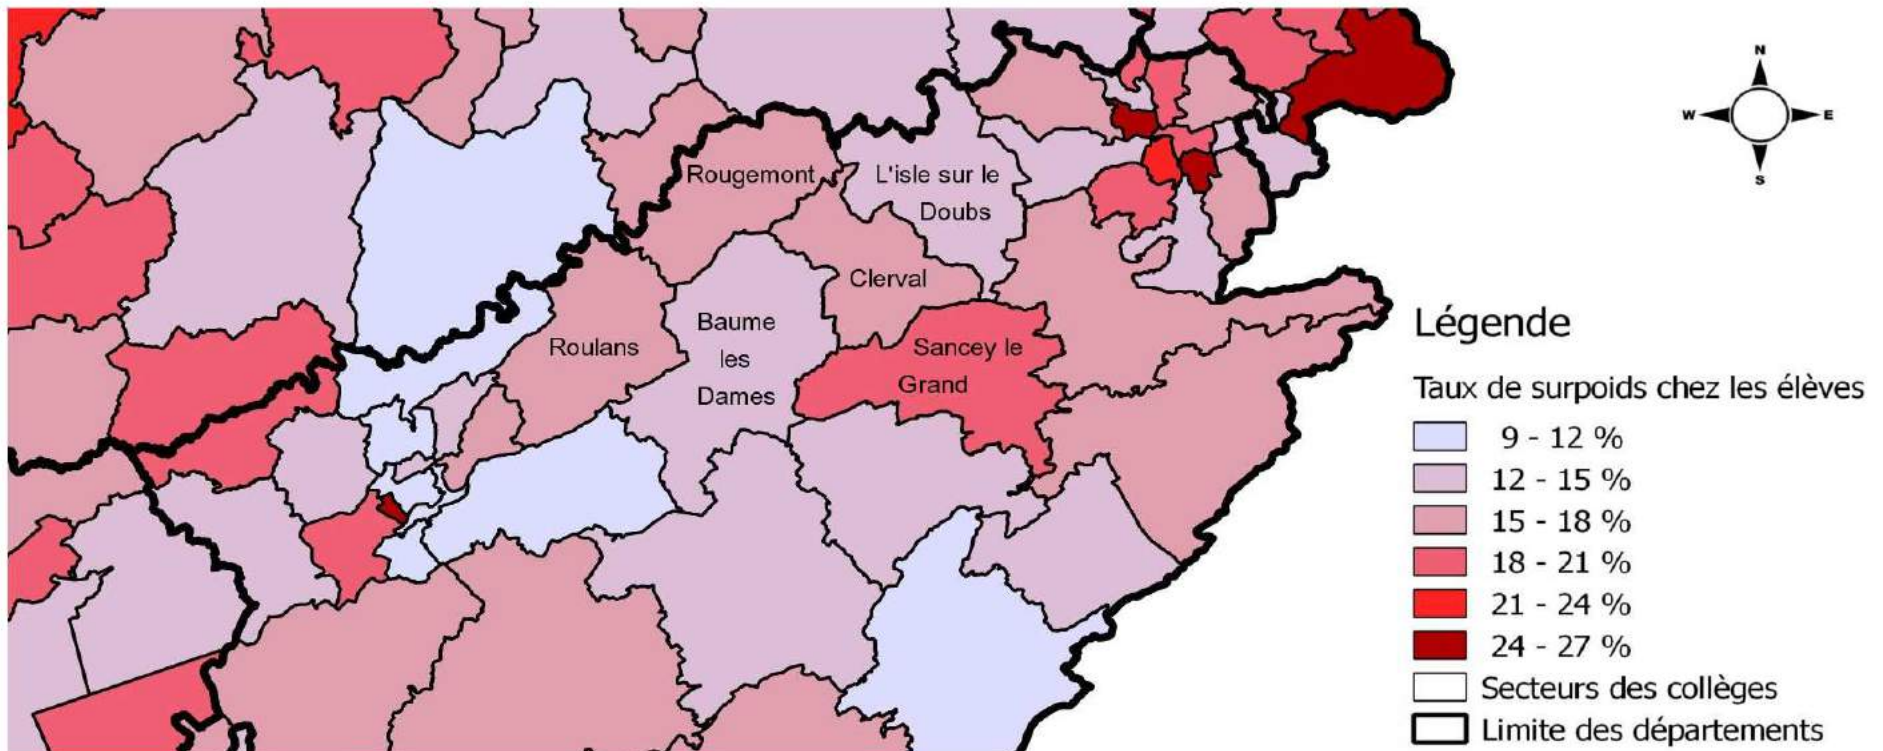 N
W E
S
Rougemont
L'isle sur le
Doubs
Clerval
Baume
les
Dames
Roulans
Sancey le
Grand
Légende
Taux de surpoids chez les élèves
9 - 12 %
12 - 15 %
15 - 18 %
18 - 21 %
21 - 24 %
24 - 27 %
Secteurs des collèges
Limite des départements